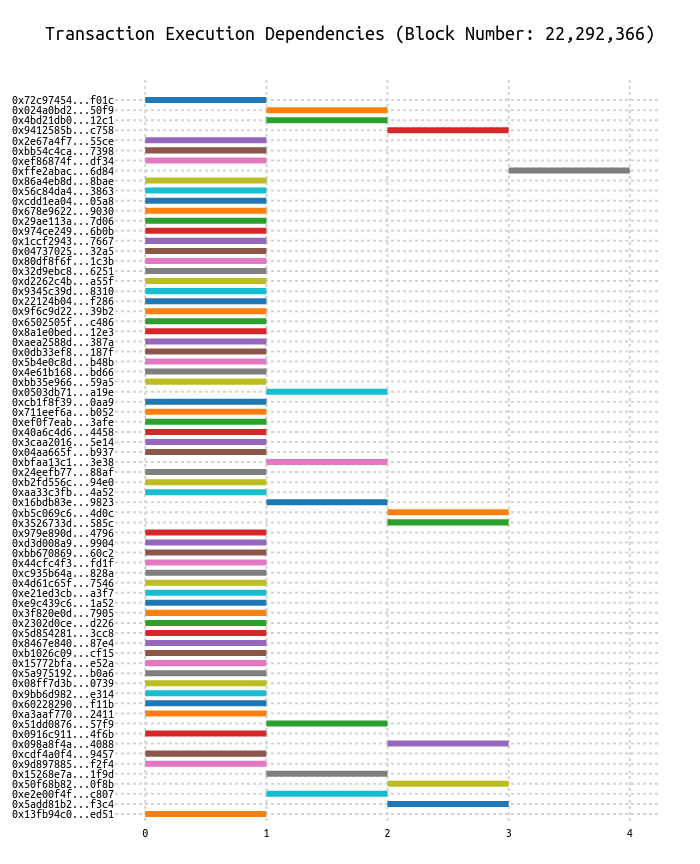 Transaction Execution Dependencies (Block Number: 22,292,366)
0x72c97454...f01c
0x024a0bd2...50f9
0x4bd21db0...12c1
0x9412585b...c758
0x2e67a4f7...55ce
0xbb54c4ca...7398
0xef86874f...df34
0xffe2abac...6d84
0x86a4eb8d...8bae
0x56c84da4...3863
0xcdd1ea04...05a8
0x678e9622...9030
0x29ae113a...7d06
0x974ce249...6b0b
0x1ccf2943...7667
0x04737025...32a5
0x80df8f6f...1c3b
0x32d9ebc8...6251
0xd2262c4b...a55f
0x9345c39d...8310
0x22124b04...f286
0x9f6c9d22...39b2
0x6502505f...c486
0x8a1e0bed...12e3
0xaea2588d...387a
0x0db33ef8...187f
0x5b4e0c8d...b48b
0x4e61b168...bd66
0xbb35e966...59a5
0x0503db71...a19e
0xcb1f8f39...0aa9
0x711eef6a...b052
0xef0f7eab...3afe
0x40a6c4d6...4458
0x3caa2016...5e14
0x04aa665f...b937
0xbfaa13c1...3e38
0x24eefb77...88af
0xb2fd556c...94e0
0xaa33c3fb...4a52
0x16bdb83e...9823
0xb5c069c6...4d0c
0x3526733d...585c
0x979e890d...4796
0xd3d008a9...9904
0xbb670869...60c2
0x44cfc4f3...fd1f
0xc935b64a...828a
0x4d61c65f...7546
0xe21ed3cb...a3f7
0xe9c439c6...1a52
0x3f820e0d...7905
0x2302d0ce...d226
0x5d854281...3cc8
0x8467e840...87e4
0xb1026c09...cf15
0x15772bfa...e52a
0x5a975192...b0a6
0x08ff7d3b...0739
0x9bb6d982...e314
0x60228290...f11b
0xa3aaf770...2411
0x51dd0876...57f9
0x0916c911...4f6b
0x098a8f4a...4088
0xcdf4a0f4...9457
0x9d897885...f2f4
0x15268e7a...1f9d
0x50f68b82...0f8b
0xe2e00f4f...c807
0x5add81b2...f3c4
0x13fb94c0...ed51
0 1 2 3 4